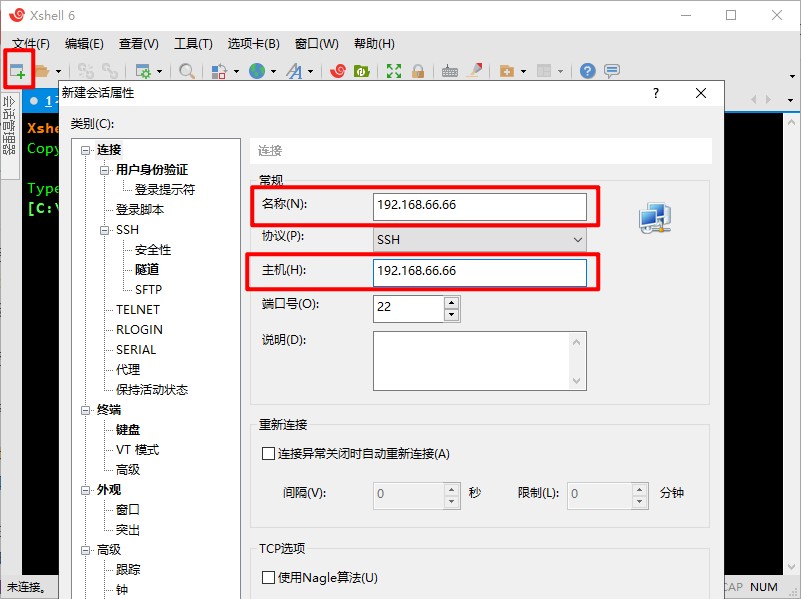 Xshell 6
文件(F) 编辑(E) 查看(V) 工具(T) 选项卡(B) 窗口(W) 帮助(H)
会话管理器
1
Xshe
Copy
Type
[C:\
新建会话属性
类别(C):
连接
用户身份验证
登录提示符
登录脚本
SSH
安全性
隧道
SFTP
TELNET
RLOGIN
SERIAL
代理
保持活动状态
终端
键盘
VT 模式
高级
外观
窗口
突出
高级
跟踪
钟
连接
常规
名称(N): 192.168.66.66
协议(P): SSH
主机(H): 192.168.66.66
端口号(O): 22
说明(D):
重新连接
连接异常关闭时自动重新连接(A)
间隔(V): 0 秒 限制(L): 0 分钟
TCP选项
使用Nagle算法(U)
未连接。
CAP NUM